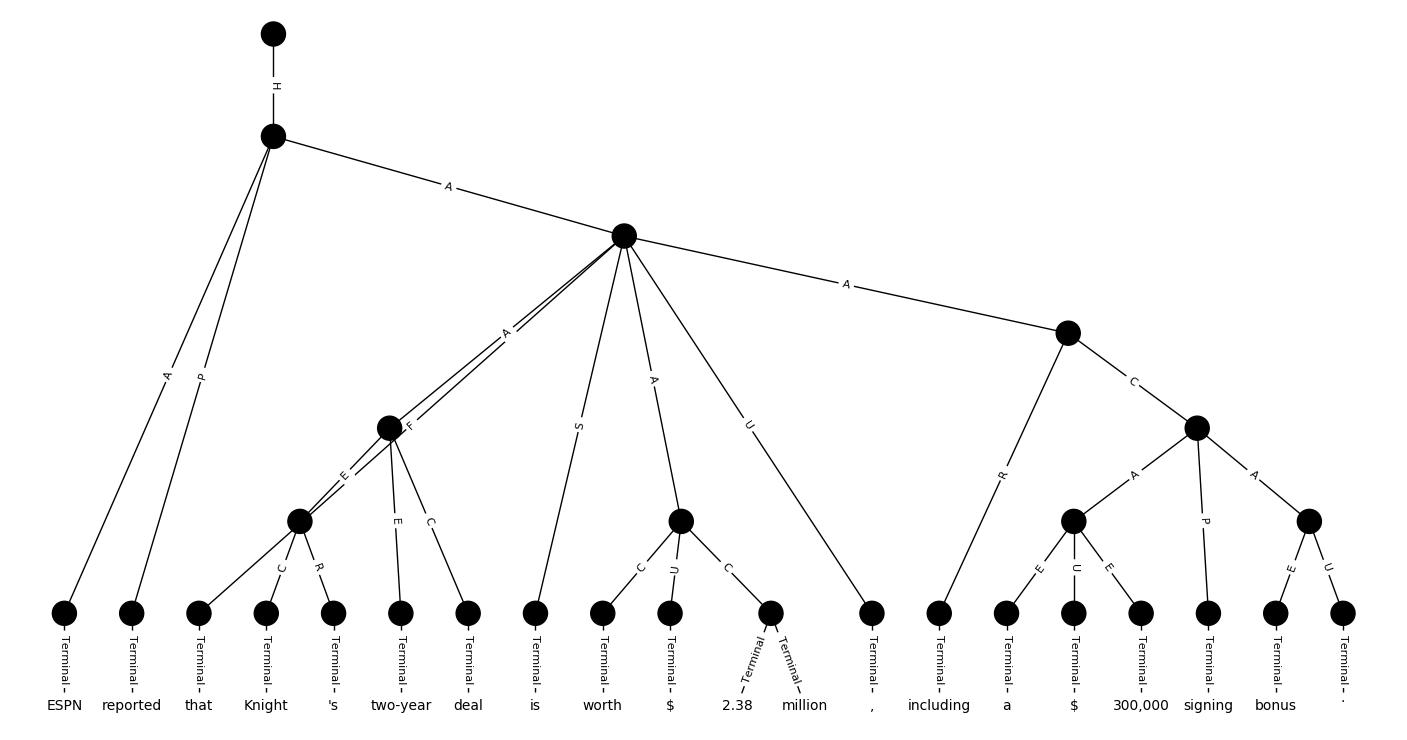 H
A
A
P
A
A
F
S
A
U
R
C
E
E
C
A
P
A
C
R
C
U
C
E
U
E
E
U
Terminal Terminal Terminal Terminal Terminal Terminal Terminal Terminal Terminal Terminal Terminal Terminal Terminal Terminal Terminal Terminal Terminal Terminal Terminal Terminal
ESPN reported that Knight 's two-year deal is worth $ 2.38 million , including a $ 300,000 signing bonus .